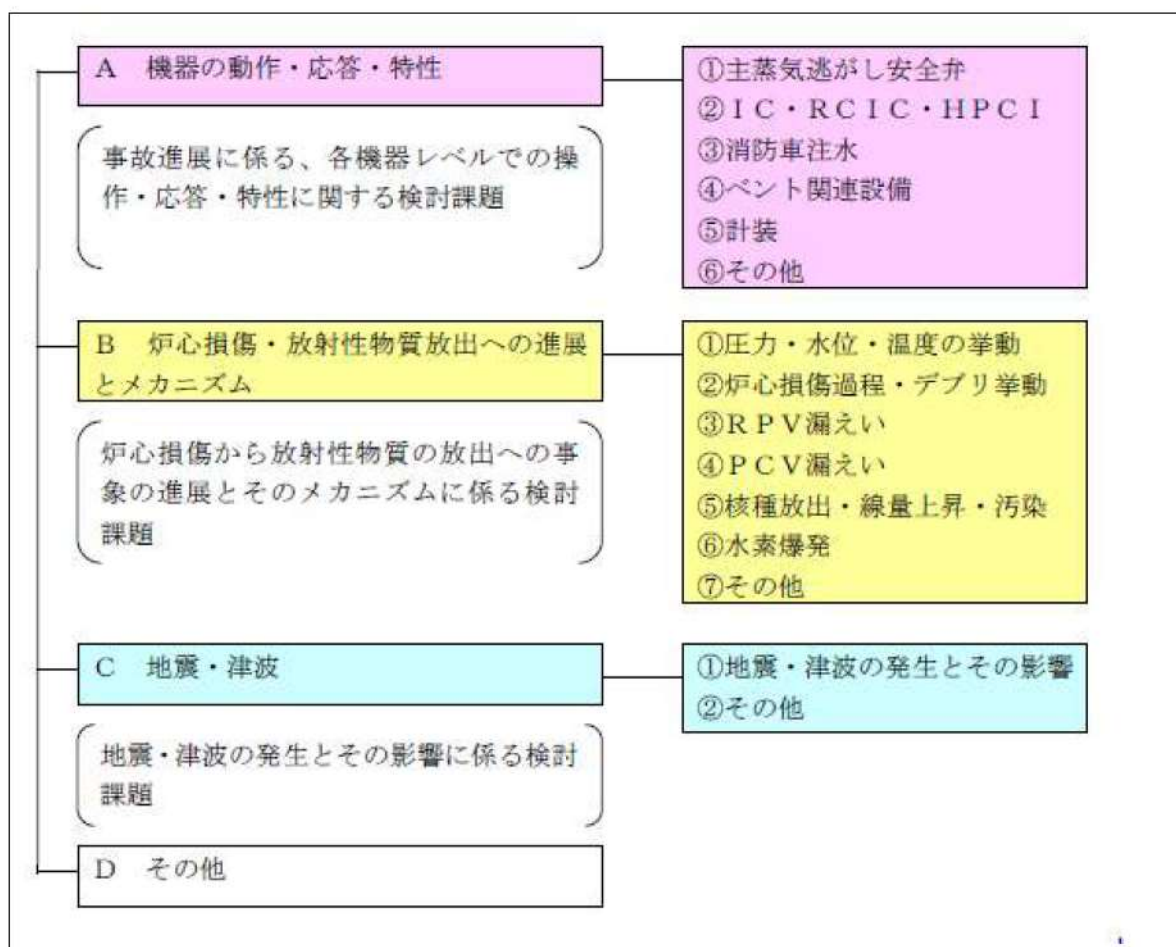 A　機器の動作・応答・特性
事故進展に係る、各機器レベルでの操
作・応答・特性に関する検討課題
①主蒸気逃がし安全弁
②ＩＣ・ＲＣＩＣ・ＨＰＣＩ
③消防車注水
④ベント関連設備
⑤計装
⑥その他
B　炉心損傷・放射性物質放出への進展
とメカニズム
炉心損傷から放射性物質の放出への事
象の進展とそのメカニズムに係る検討
課題
①圧力・水位・温度の挙動
②炉心損傷過程・デブリ挙動
③ＲＰＶ漏えい
④ＰＣＶ漏えい
⑤核種放出・線量上昇・汚染
⑥水素爆発
⑦その他
C　地震・津波
地震・津波の発生とその影響に係る検討
課題
①地震・津波の発生とその影響
②その他
D　その他